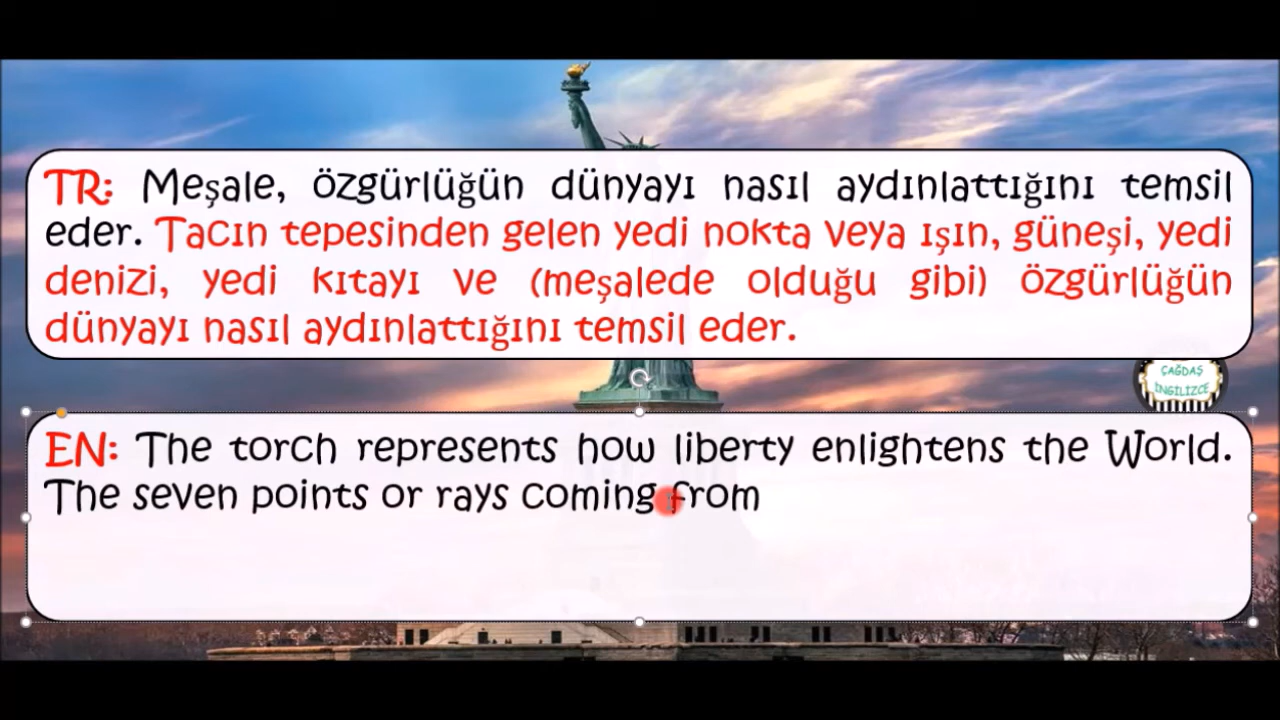 TR: Meşale, özgürlüğün dünyayı nasıl aydınlattığını temsil
eder. Tacın tepesinden gelen yedi nokta veya ışın, güneşi, yedi
denizi, yedi kıtayı ve (meşalede olduğu gibi) özgürlüğün
dünyayı nasıl aydınlattığını temsil eder.
ÇAĞDAŞ
İNGİLİZCE
EN: The torch represents how liberty enlightens the World.
The seven points or rays coming from